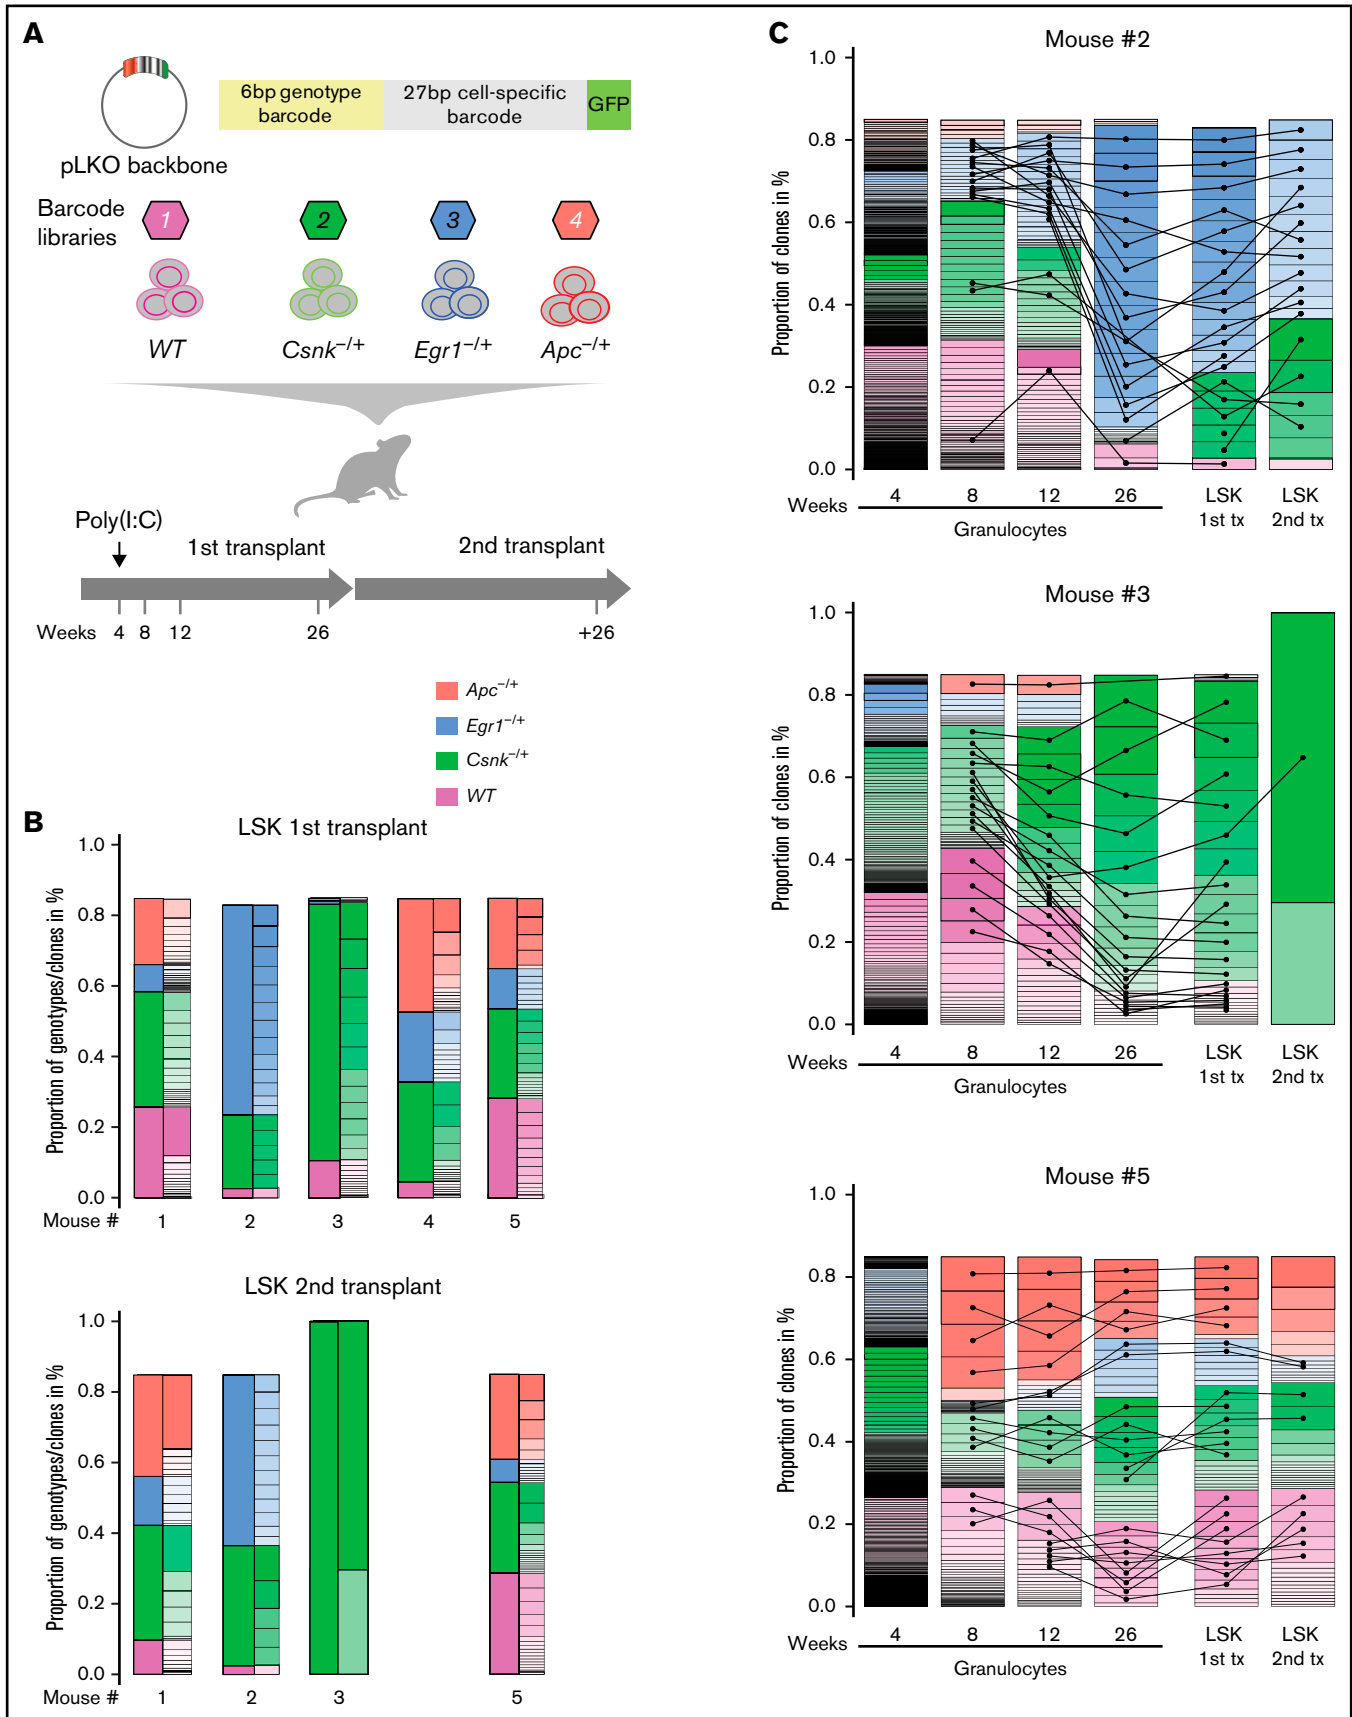 A
6bp genotype
barcode
27bp cell-specific
barcode
GFP
pLKO backbone
Barcode
libraries
1
2
3
4
WT
Csnk−/+
Egr1−/+
Apc−/+
Poly(I:C)
1st transplant
2nd transplant
Weeks 4 8 12 26 +26
Apc−/+
Egr1−/+
Csnk−/+
WT
B
LSK 1st transplant
Proportion of genotypes/clones in %
1.0
0.8
0.6
0.4
0.2
0.0
Mouse # 1 2 3 4 5
LSK 2nd transplant
Proportion of genotypes/clones in %
1.0
0.8
0.6
0.4
0.2
0.0
Mouse # 1 2 3 5
C
Mouse #2
Proportion of clones in %
1.0
0.8
0.6
0.4
0.2
0.0
Weeks 4 8 12 26
Granulocytes
LSK
1st tx
LSK
2nd tx
Mouse #3
Proportion of clones in %
1.0
0.8
0.6
0.4
0.2
0.0
Weeks 4 8 12 26
Granulocytes
LSK
1st tx
LSK
2nd tx
Mouse #5
Proportion of clones in %
1.0
0.8
0.6
0.4
0.2
0.0
Weeks 4 8 12 26
Granulocytes
LSK
1st tx
LSK
2nd tx